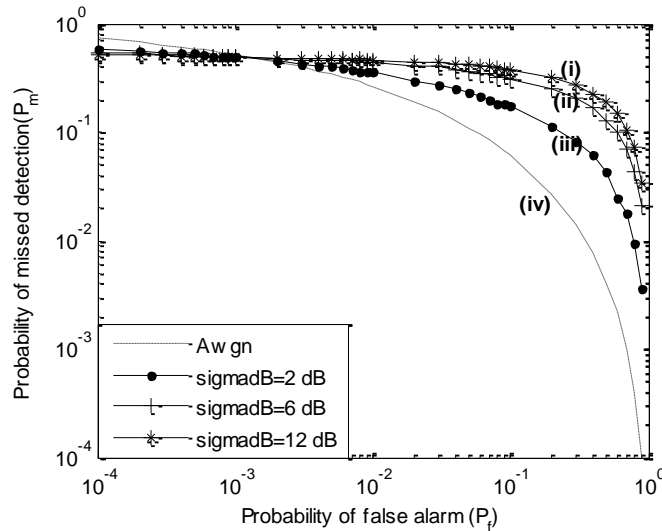 10^0
10^-1
10^-2
10^-3
10^-4
Probability of missed detection(P_m)
(i)
(ii)
(iii)
(iv)
Aw gn
sigmadB=2 dB
sigmadB=6 dB
sigmadB=12 dB
10^-4 10^-3 10^-2 10^-1 10^0
Probability of false alarm (P_f)